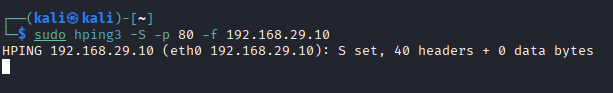 ┌──(kali㉿kali)-[~]
└─$ sudo hping3 -S -p 80 -f 192.168.29.10
HPING 192.168.29.10 (eth0 192.168.29.10): S set, 40 headers + 0 data bytes